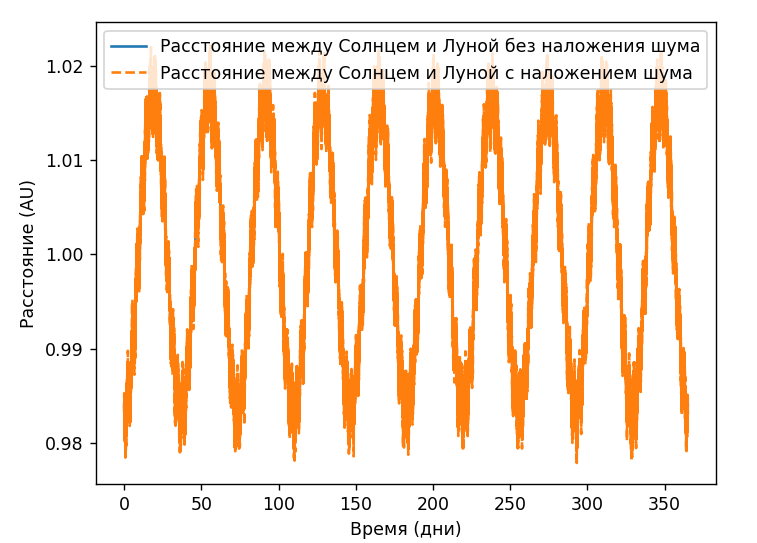 Расстояние между Солнцем и Луной без наложения шума
Расстояние между Солнцем и Луной с наложением шума
1.02
1.01
1.00
0.99
0.98
Расстояние (AU)
0 50 100 150 200 250 300 350
Время (дни)